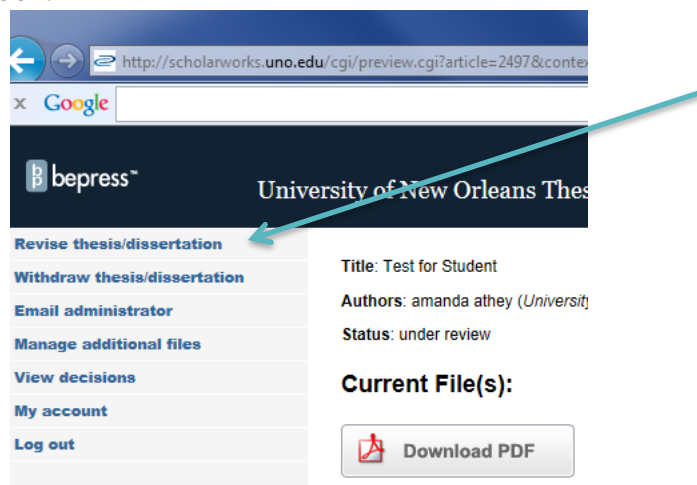 http://scholarworks.uno.edu/cgi/preview.cgi?article=2497&contex
x Google
bepress™
University of New Orleans Thes
Revise thesis/dissertation
Withdraw thesis/dissertation
Email administrator
Manage additional files
View decisions
My account
Log out
Title: Test for Student
Authors: amanda athey (University
Status: under review
Current File(s):
Download PDF